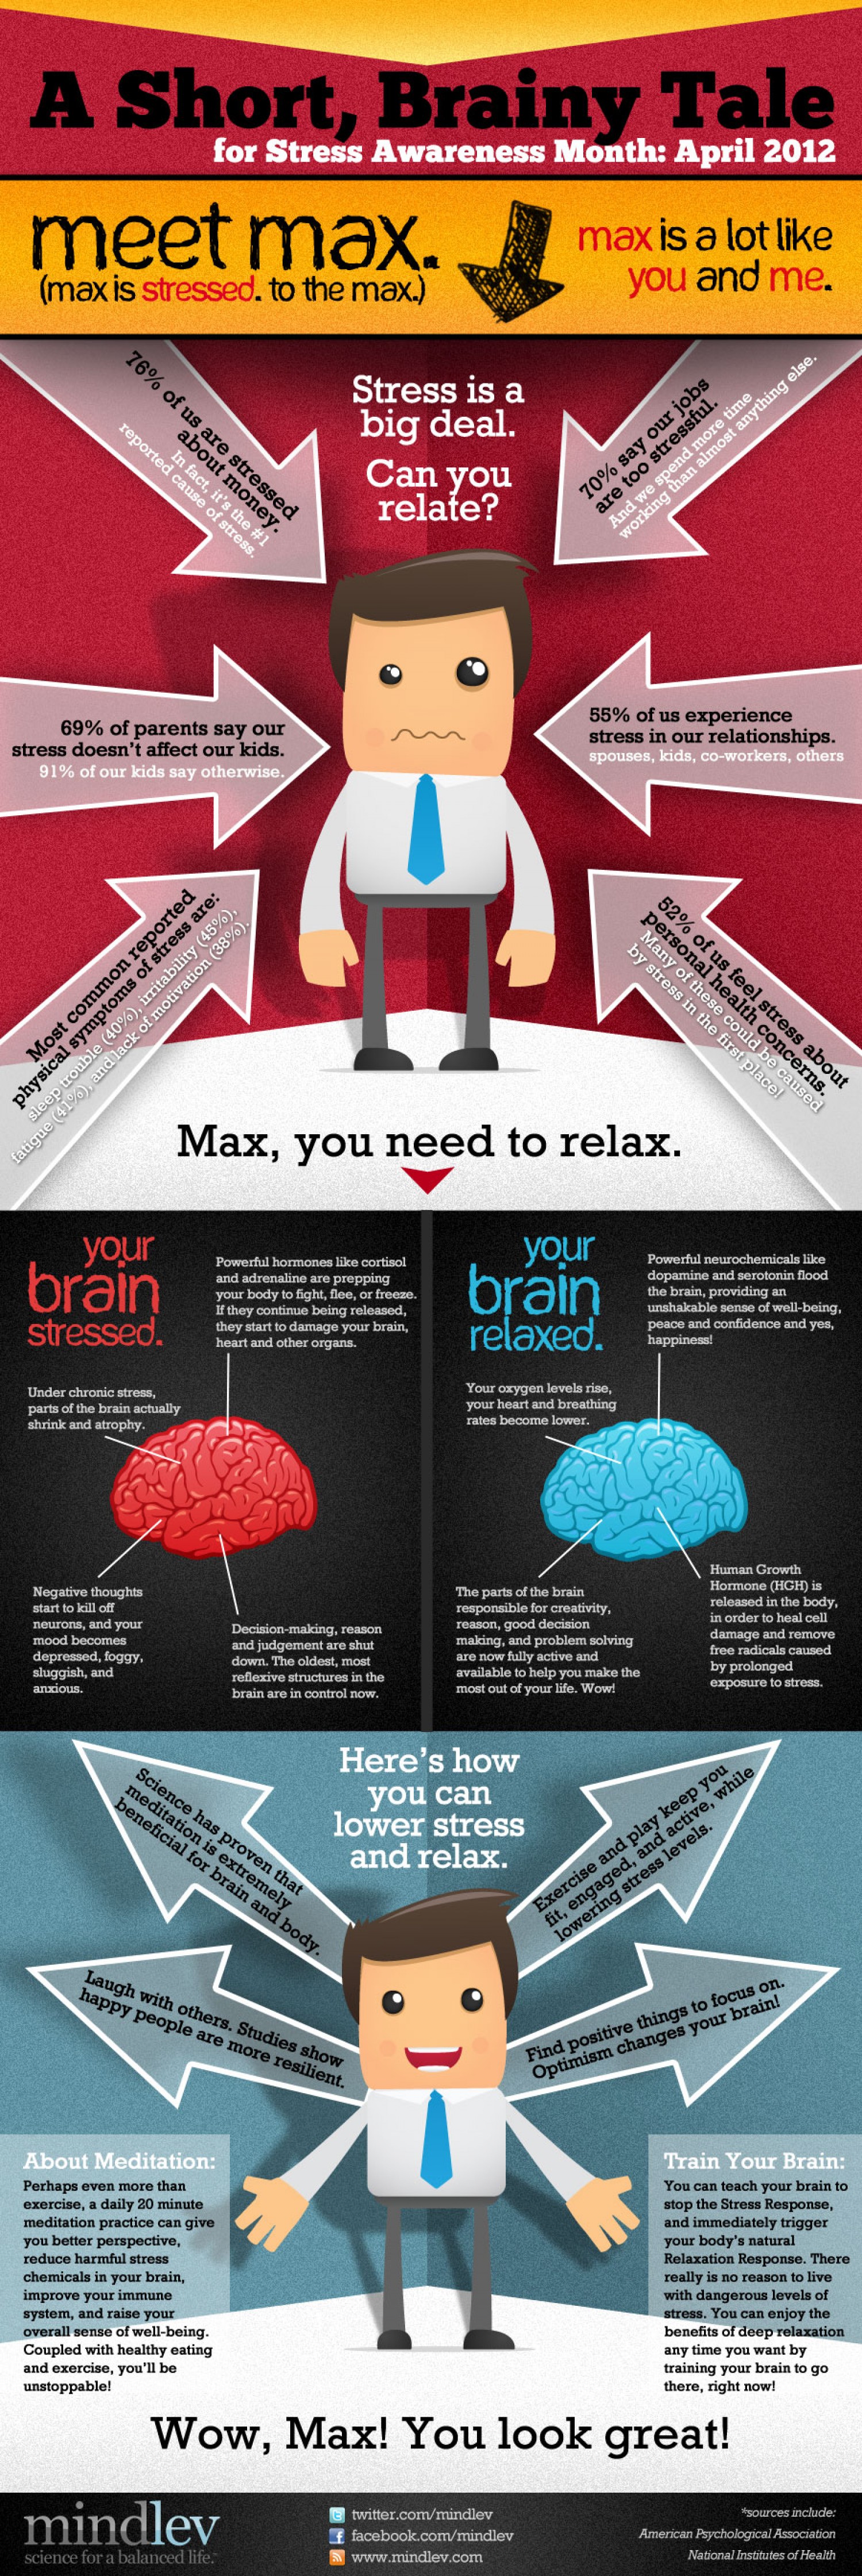 A Short, Brainy Tale
for Stress Awareness Month: April 2012
meet max.
(max is stressed. to the max.)
max is a lot like
you and me.
Stress is a
big deal.
Can you
relate?
76% of us are stressed
about money.
In fact, it's the #1
reported cause of stress.
70% say our jobs
are too stressful.
And we spend more time
working than almost anything else.
69% of parents say our
stress doesn't affect our kids.
91% of our kids say otherwise.
55% of us experience
stress in our relationships.
spouses, kids, co-workers, others
Most common reported
physical symptoms of stress are:
sleep trouble (40%), irritability (45%),
fatigue (41%), and lack of motivation (38%).
52% of us feel stress about
personal health concerns.
Many of these could be caused
by stress in the first place!
Max, you need to relax.
your
brain
stressed.
Powerful hormones like cortisol
and adrenaline are prepping
your body to fight, flee, or freeze.
If they continue being released,
they start to damage your brain,
heart and other organs.
Under chronic stress,
parts of the brain actually
shrink and atrophy.
Negative thoughts
start to kill off
neurons, and your
mood becomes
depressed, foggy,
sluggish, and
anxious.
Decision-making, reason
and judgement are shut
down. The oldest, most
reflexive structures in the
brain are in control now.
your
brain
relaxed.
Powerful neurochemicals like
dopamine and serotonin flood
the brain, providing an
unshakable sense of well-being,
peace and confidence and yes,
happiness!
Your oxygen levels rise,
your heart and breathing
rates become lower.
The parts of the brain
responsible for creativity,
reason, good decision
making, and problem solving
are now fully active and
available to help you make the
most out of your life. Wow!
Human Growth
Hormone (HGH) is
released in the body,
in order to heal cell
damage and remove
free radicals caused
by prolonged
exposure to stress.
Here's how
you can
lower stress
and relax.
Science has proven that
meditation is extremely
beneficial for brain and body.
Exercise and play keep you
fit, engaged, and active, while
lowering stress levels.
Laugh with others. Studies show
happy people are more resilient.
Find positive things to focus on.
Optimism changes your brain!
About Meditation:
Perhaps even more than
exercise, a daily 20 minute
meditation practice can give
you better perspective,
reduce harmful stress
chemicals in your brain,
improve your immune
system, and raise your
overall sense of well-being.
Coupled with healthy eating
and exercise, you'll be
unstoppable!
Train Your Brain:
You can teach your brain to
stop the Stress Response,
and immediately trigger
your body's natural
Relaxation Response. There
really is no reason to live
with dangerous levels of
stress. You can enjoy the
benefits of deep relaxation
any time you want by
training your brain to go
there, right now!
Wow, Max! You look great!
mindlev
science for a balanced life.
twitter.com/mindlev
facebook.com/mindlev
www.mindlev.com
*sources include:
American Psychological Association
National Institutes of Health